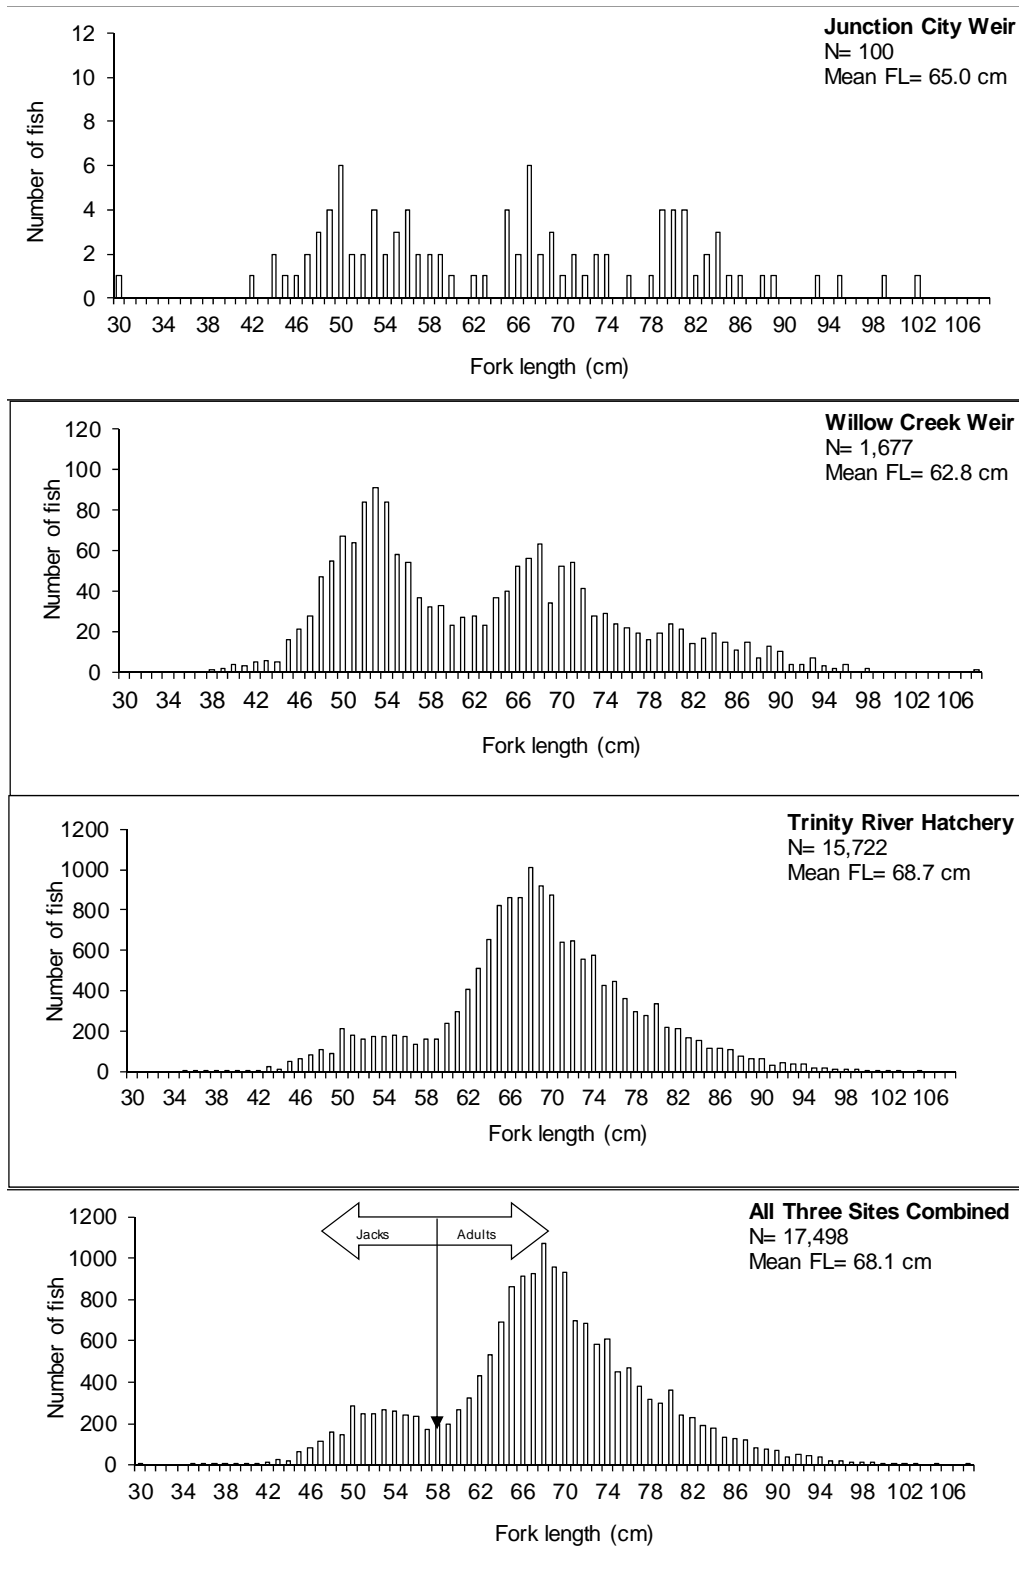 Junction City Weir
N= 100
Mean FL= 65.0 cm
Number of fish
12
10
8
6
4
2
0
30 34 38 42 46 50 54 58 62 66 70 74 78 82 86 90 94 98 102 106
Fork length (cm)
Willow Creek Weir
N= 1,677
Mean FL= 62.8 cm
Number of fish
120
100
80
60
40
20
0
30 34 38 42 46 50 54 58 62 66 70 74 78 82 86 90 94 98 102 106
Fork length (cm)
Trinity River Hatchery
N= 15,722
Mean FL= 68.7 cm
Number of fish
1200
1000
800
600
400
200
0
30 34 38 42 46 50 54 58 62 66 70 74 78 82 86 90 94 98 102 106
Fork length (cm)
All Three Sites Combined
N= 17,498
Mean FL= 68.1 cm
Jacks Adults
Number of fish
1200
1000
800
600
400
200
0
30 34 38 42 46 50 54 58 62 66 70 74 78 82 86 90 94 98 102 106
Fork length (cm)